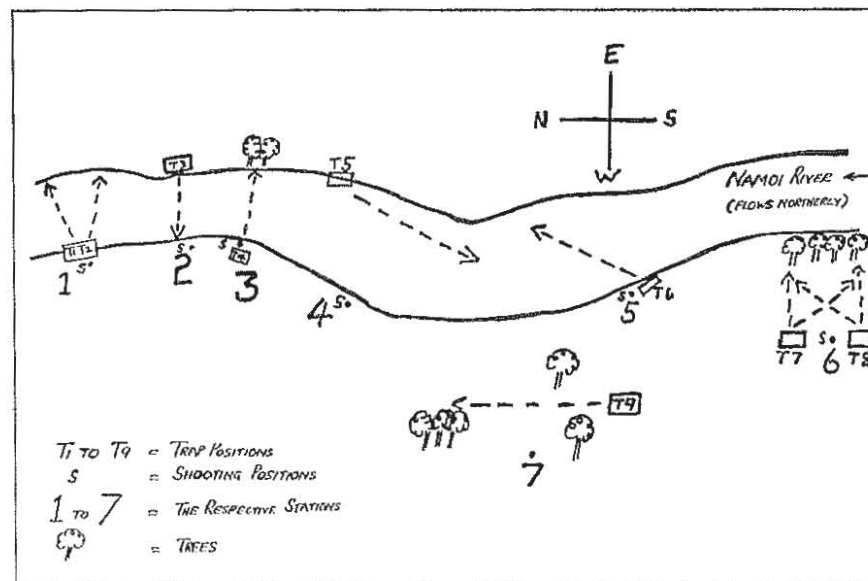 E
N S
W
T3
T5
NAMOI RIVER
(FLOWS NORTHERLY)
T1 T2
S
1
S
2
S
T4
3
4 S
S
5
T6
T7
S
6
T8
T9
7
T1 TO T9 = TRAP POSITIONS
S = SHOOTING POSITIONS
1 TO 7 = THE RESPECTIVE STATIONS
= TREES